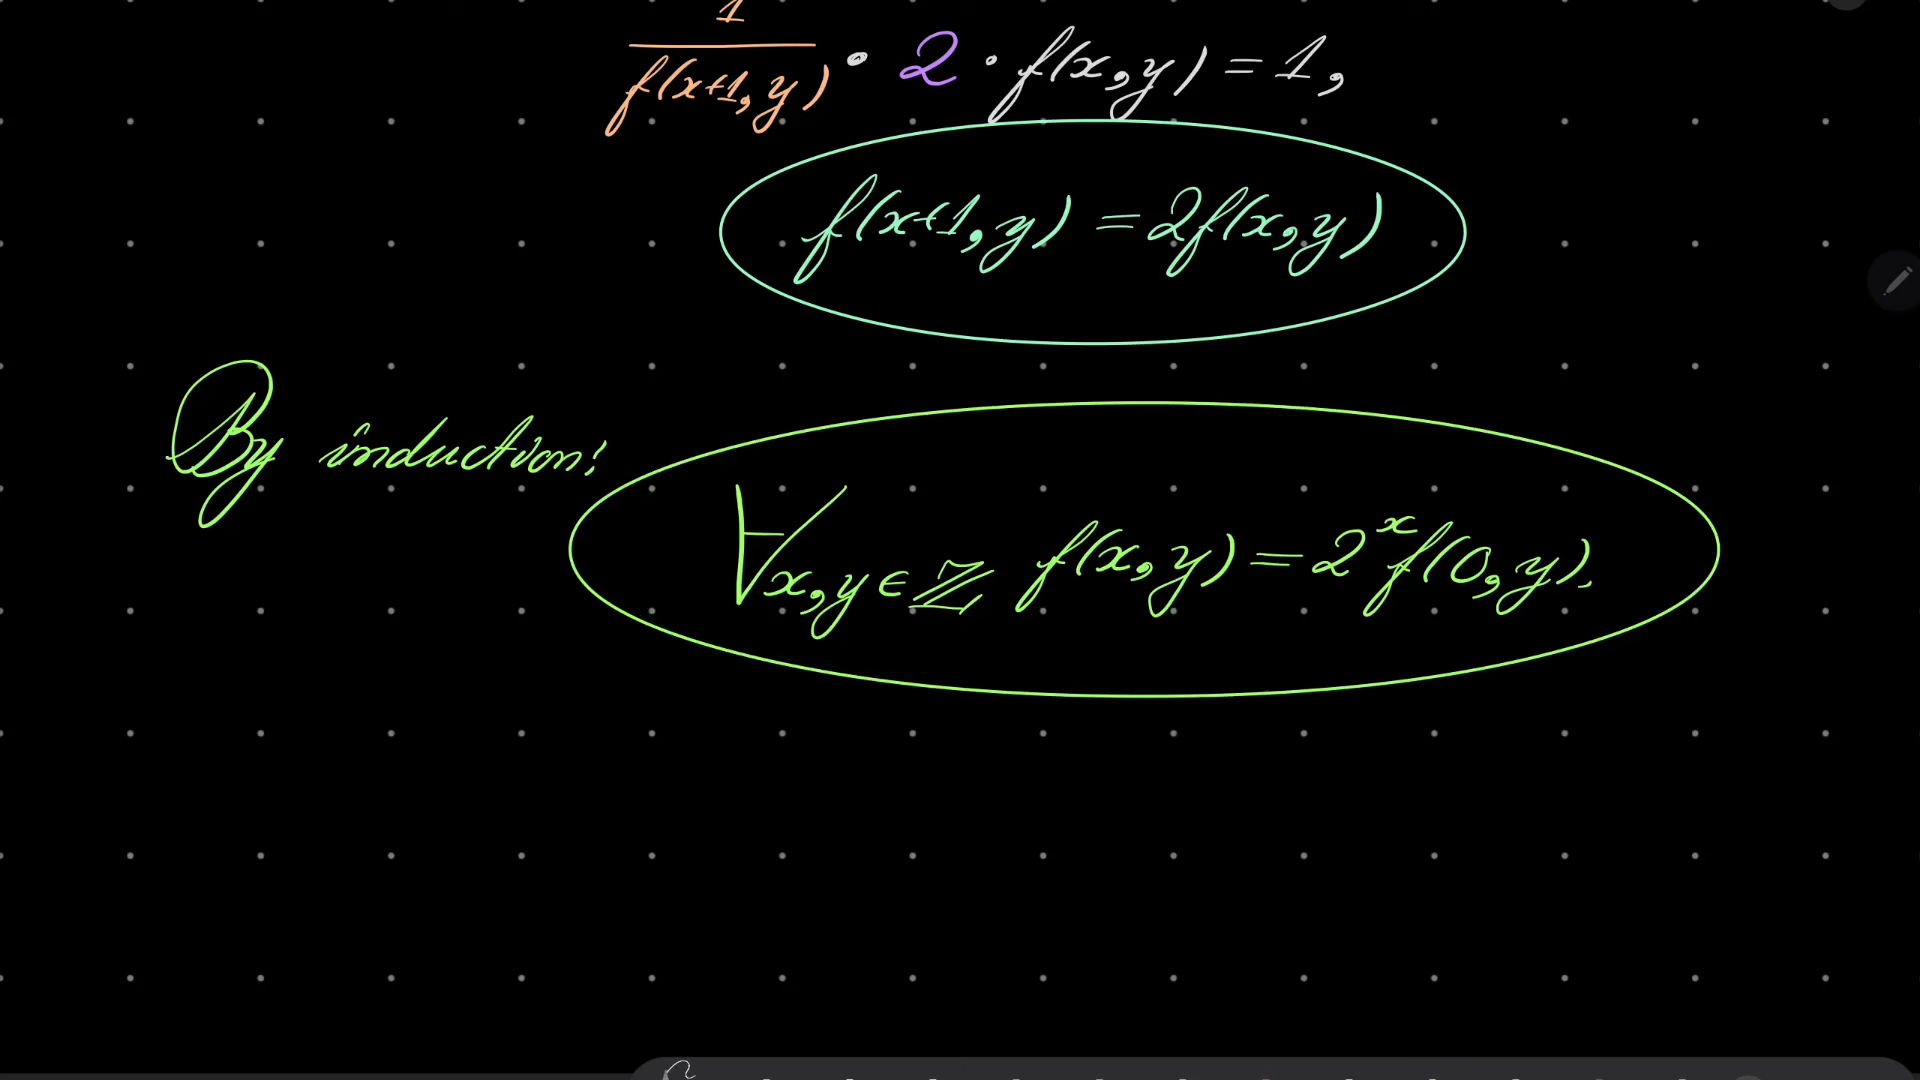 1/f(x+1,y) · 2 · f(x,y) = 1,
f(x+1,y) = 2f(x,y)
By induction: ∀x,y∈ℤ f(x,y) = 2^x f(0,y).